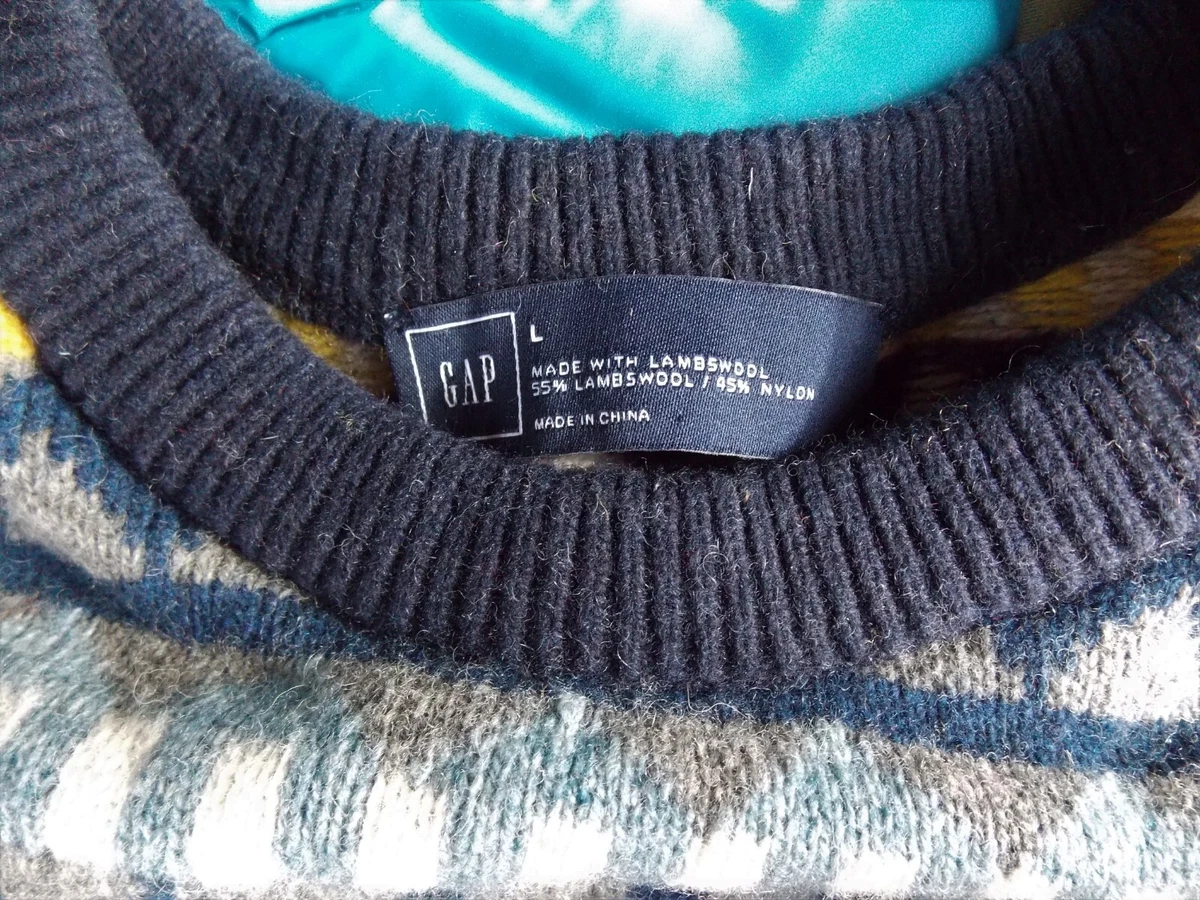 GAP
L
MADE WITH LAMBSWOOL
55% LAMBSWOOL / 45% NYLON
MADE IN CHINA